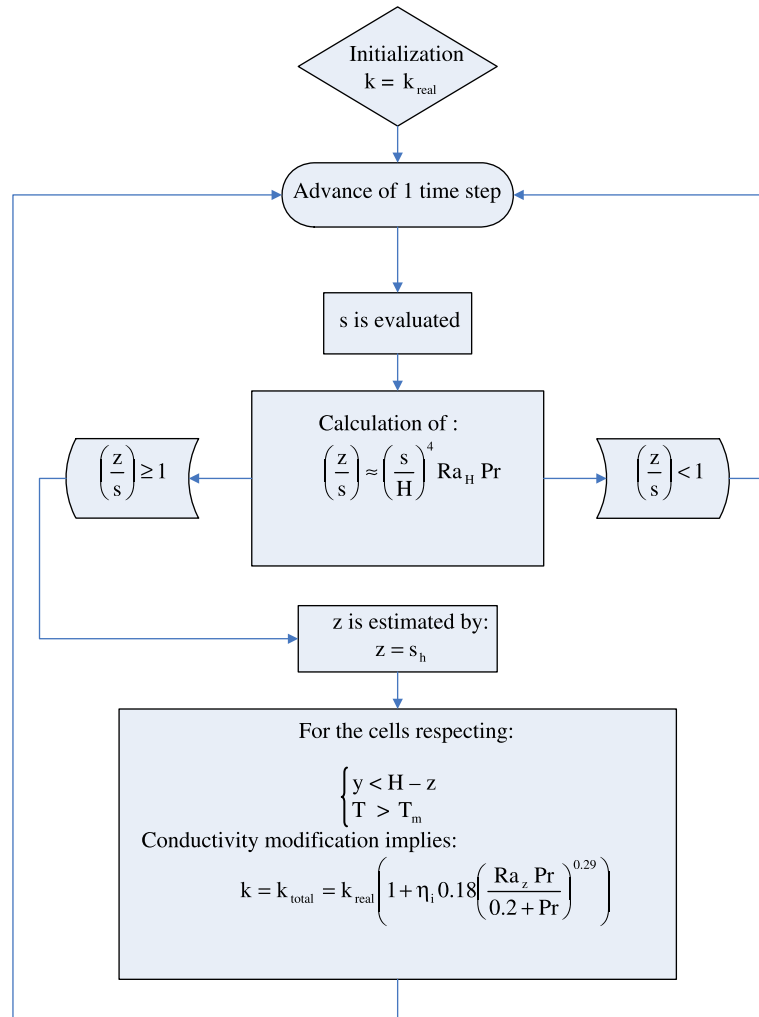 Initialization
k = k_real
Advance of 1 time step
s is evaluated
Calculation of :
(z/s) ≈ (s/H)^4 Ra_H Pr
(z/s) ≥ 1
(z/s) < 1
z is estimated by:
z = s_h
For the cells respecting:
{ y < H – z
T > T_m
Conductivity modification implies:
k = k_total = k_real (1 + η_i 0.18 (Ra_z Pr / 0.2 + Pr)^0.29)